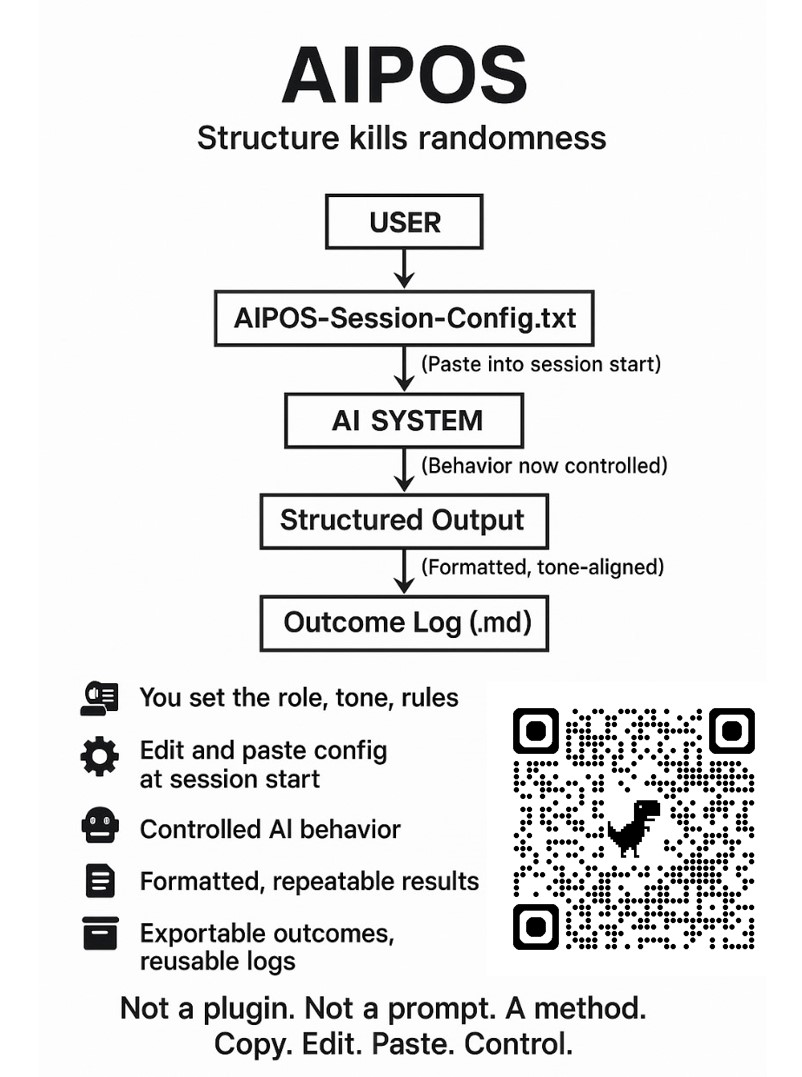 AIPOS
Structure kills randomness
USER
AIPOS-Session-Config.txt
(Paste into session start)
AI SYSTEM
(Behavior now controlled)
Structured Output
(Formatted, tone-aligned)
Outcome Log (.md)
You set the role, tone, rules
Edit and paste config
at session start
Controlled AI behavior
Formatted, repeatable results
Exportable outcomes,
reusable logs
Not a plugin. Not a prompt. A method.
Copy. Edit. Paste. Control.